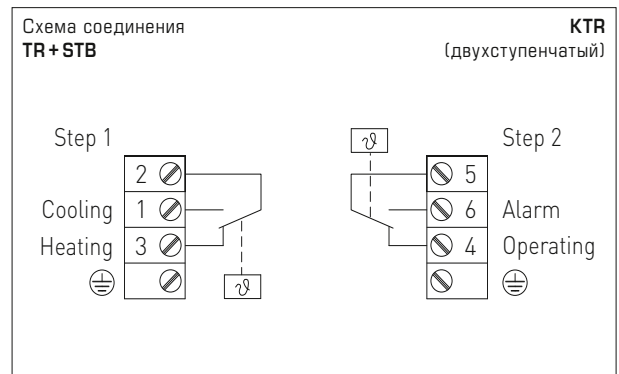 Схема соединения
TR+STB
KTR
(двухступенчатый)
Step 1
2
Cooling 1
Heating 3
ϑ
ϑ
Step 2
5
6 Alarm
4 Operating